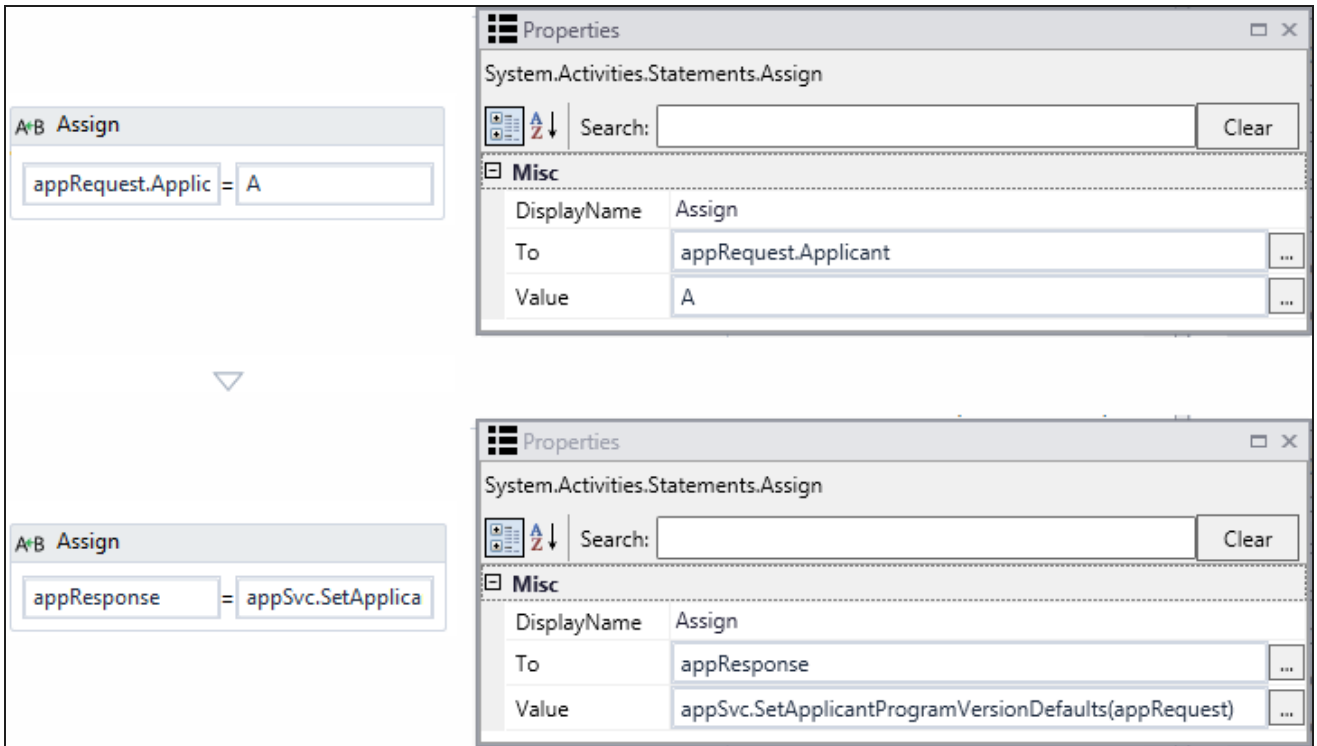 Properties
System.Activities.Statements.Assign
A+B Assign
A Z Search: Clear
appRequest.Applic = A
Misc
DisplayName Assign
To appRequest.Applicant ...
Value A ...
Properties
System.Activities.Statements.Assign
A+B Assign
A Z Search: Clear
appResponse = appSvc.SetApplica
Misc
DisplayName Assign
To appResponse ...
Value appSvc.SetApplicantProgramVersionDefaults(appRequest) ...